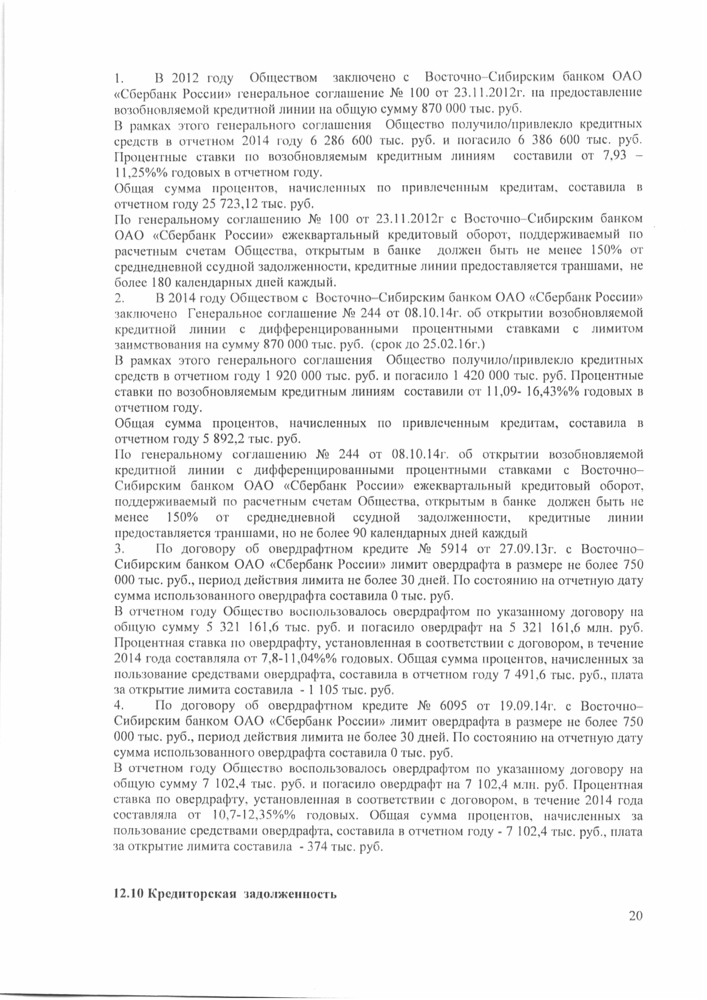 1. В 2012 году Обществом заключено с Восточно–Сибирским банком ОАО
«Сбербанк России» генеральное соглашение № 100 от 23.11.2012г. на предоставление
возобновляемой кредитной линии на общую сумму 870 000 тыс. руб.
В рамках этого генерального соглашения Общество получило/привлекло кредитных
средств в отчетном 2014 году 6 286 600 тыс. руб. и погасило 6 386 600 тыс. руб.
Процентные ставки по возобновляемым кредитным линиям составили от 7,93 –
11,25%% годовых в отчетном году.
Общая сумма процентов, начисленных по привлеченным кредитам, составила в
отчетном году 25 723,12 тыс. руб.
По генеральному соглашению № 100 от 23.11.2012г с Восточно–Сибирским банком
ОАО «Сбербанк России» ежеквартальный кредитовый оборот, поддерживаемый по
расчетным счетам Общества, открытым в банке должен быть не менее 150% от
среднедневной ссудной задолженности, кредитные линии предоставляется траншами, не
более 180 календарных дней каждый.
2. В 2014 году Обществом с Восточно–Сибирским банком ОАО «Сбербанк России»
заключено Генеральное соглашение № 244 от 08.10.14г. об открытии возобновляемой
кредитной линии с дифференцированными процентными ставками с лимитом
заимствования на сумму 870 000 тыс. руб. (срок до 25.02.16г.)
В рамках этого генерального соглашения Общество получило/привлекло кредитных
средств в отчетном году 1 920 000 тыс. руб. и погасило 1 420 000 тыс. руб. Процентные
ставки по возобновляемым кредитным линиям составили от 11,09- 16,43%% годовых в
отчетном году.
Общая сумма процентов, начисленных по привлеченным кредитам, составила в
отчетном году 5 892,2 тыс. руб.
По генеральному соглашению № 244 от 08.10.14г. об открытии возобновляемой
кредитной линии с дифференцированными процентными ставками с Восточно–
Сибирским банком ОАО «Сбербанк России» ежеквартальный кредитовый оборот,
поддерживаемый по расчетным счетам Общества, открытым в банке должен быть не
менее 150% от среднедневной ссудной задолженности, кредитные линии
предоставляется траншами, но не более 90 календарных дней каждый
3. По договору об овердрафтном кредите № 5914 от 27.09.13г. с Восточно–
Сибирским банком ОАО «Сбербанк России» лимит овердрафта в размере не более 750
000 тыс. руб., период действия лимита не более 30 дней. По состоянию на отчетную дату
сумма использованного овердрафта составила 0 тыс. руб.
В отчетном году Общество воспользовалось овердрафтом по указанному договору на
общую сумму 5 321 161,6 тыс. руб. и погасило овердрафт на 5 321 161,6 млн. руб.
Процентная ставка по овердрафту, установленная в соответствии с договором, в течение
2014 года составляла от 7,8-11,04%% годовых. Общая сумма процентов, начисленных за
пользование средствами овердрафта, составила в отчетном году 7 491,6 тыс. руб., плата
за открытие лимита составила - 1 105 тыс. руб.
4. По договору об овердрафтном кредите № 6095 от 19.09.14г. с Восточно–
Сибирским банком ОАО «Сбербанк России» лимит овердрафта в размере не более 750
000 тыс. руб., период действия лимита не более 30 дней. По состоянию на отчетную дату
сумма использованного овердрафта составила 0 тыс. руб.
В отчетном году Общество воспользовалось овердрафтом по указанному договору на
общую сумму 7 102,4 тыс. руб. и погасило овердрафт на 7 102,4 млн. руб. Процентная
ставка по овердрафту, установленная в соответствии с договором, в течение 2014 года
составляла от 10,7-12,35%% годовых. Общая сумма процентов, начисленных за
пользование средствами овердрафта, составила в отчетном году - 7 102,4 тыс. руб., плата
за открытие лимита составила - 374 тыс. руб.
12.10 Кредиторская задолженность
20